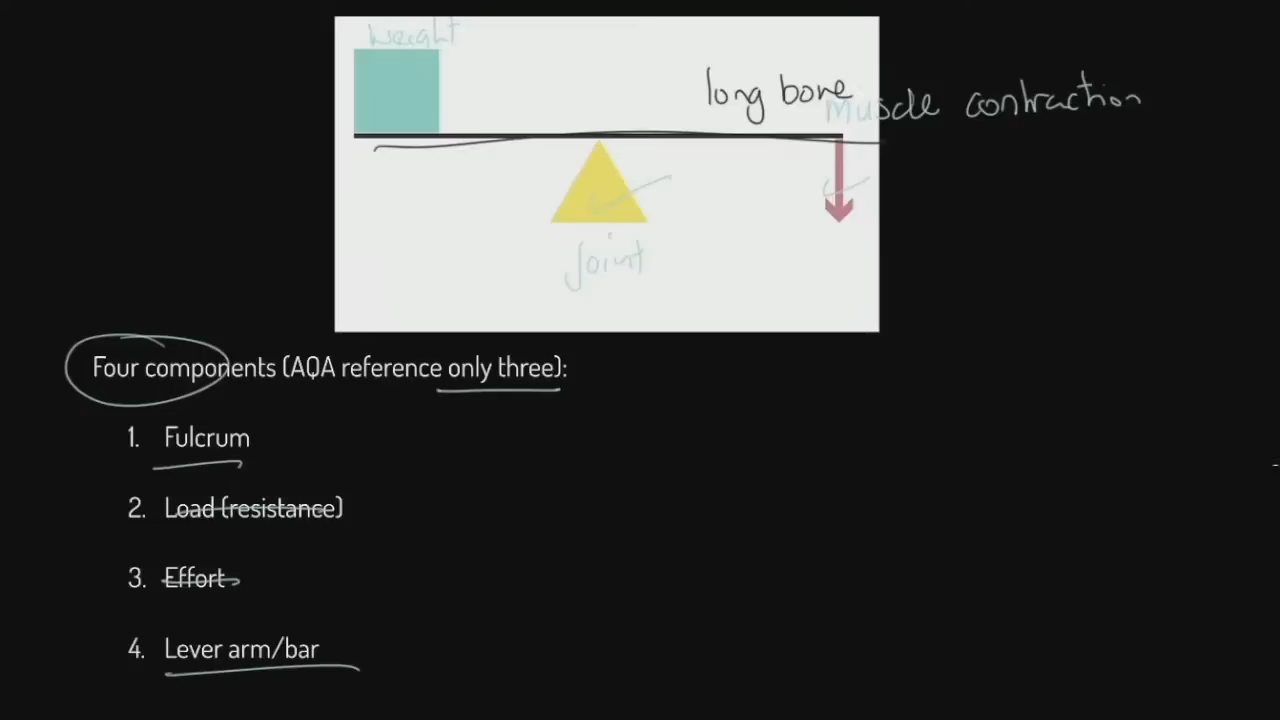 weight
long bone
Muscle contraction
Joint
Four components (AQA reference only three):
1. Fulcrum
2. Load (resistance)
3. Effort
4. Lever arm/bar